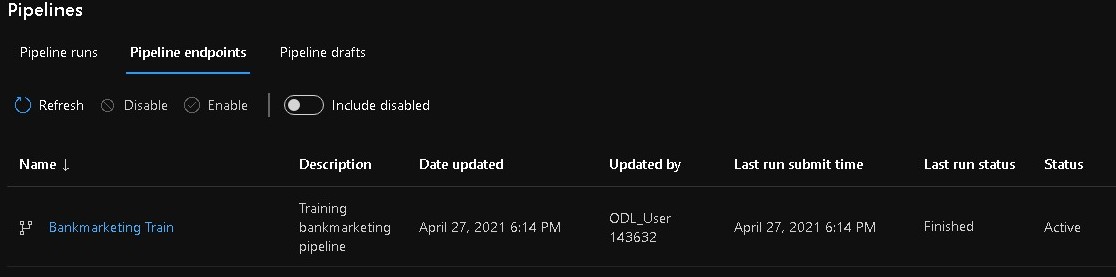 Pipelines
Pipeline runs Pipeline endpoints Pipeline drafts
Refresh Disable Enable Include disabled
Name ↓ Description Date updated Updated by Last run submit time Last run status Status
Bankmarketing Train Training bankmarketing pipeline April 27, 2021 6:14 PM ODL_User 143632 April 27, 2021 6:14 PM Finished Active